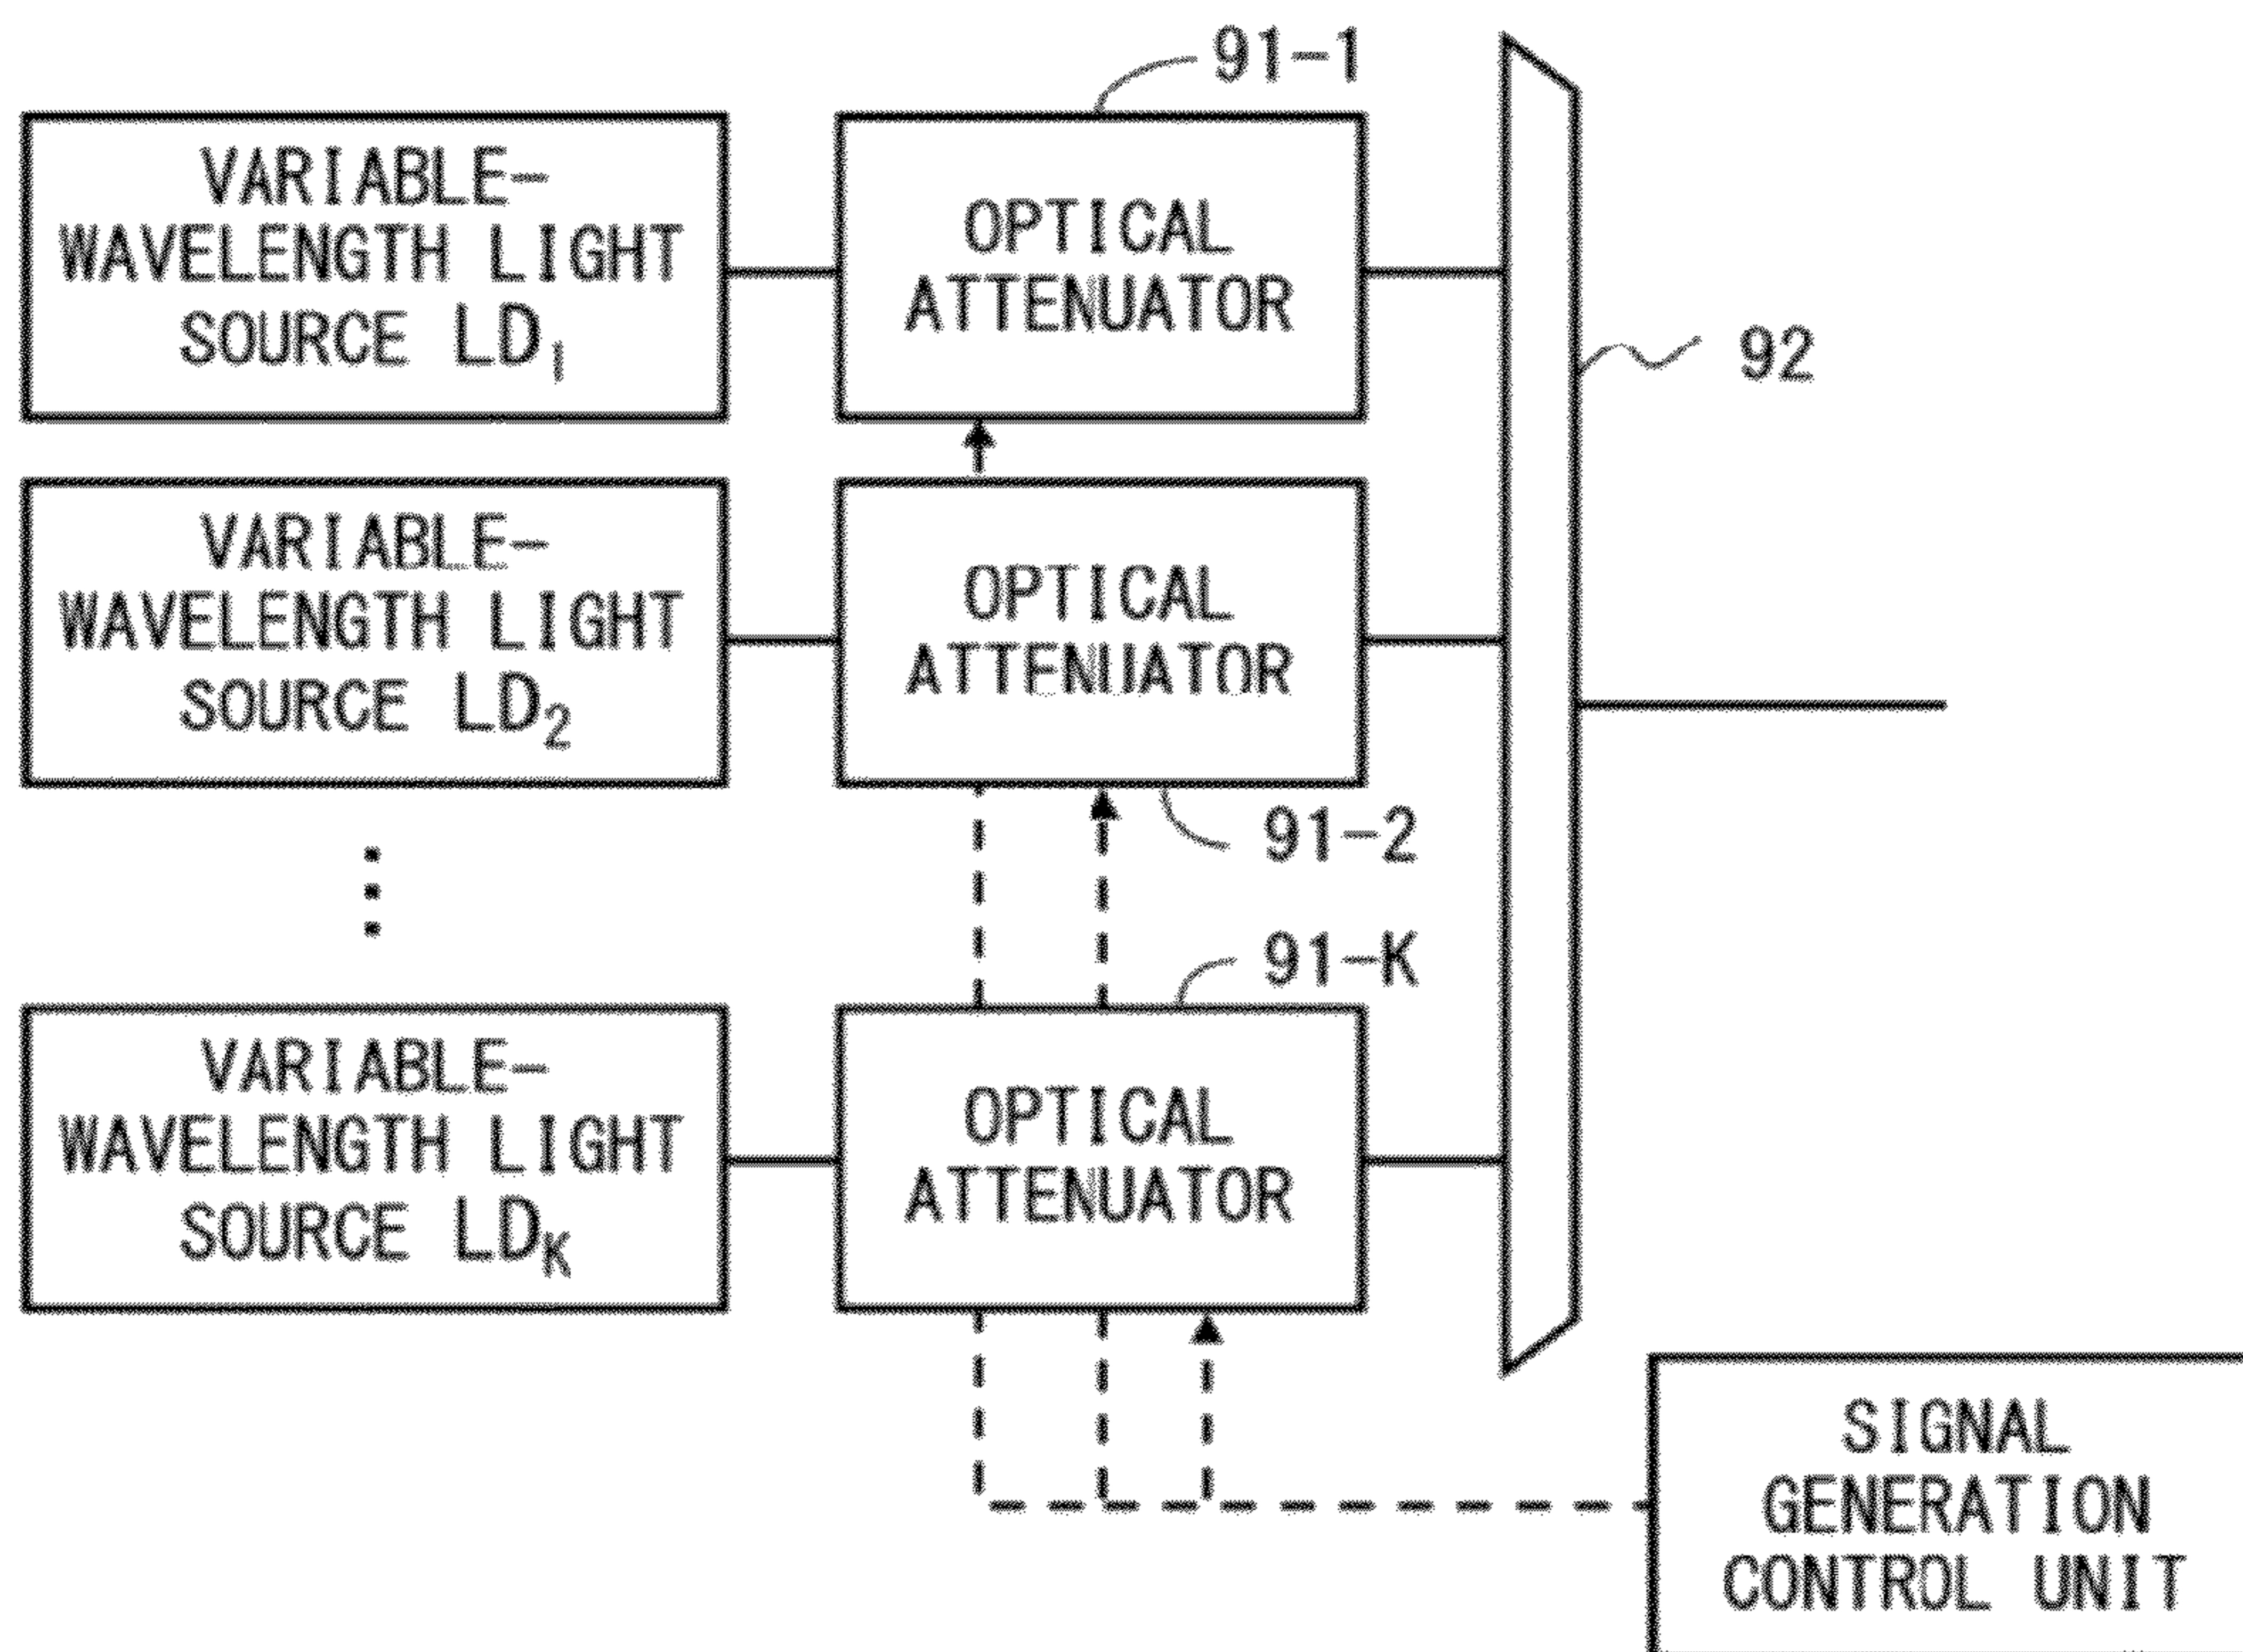 91-1
VARIABLE-
WAVELENGTH LIGHT
SOURCE LD₁
OPTICAL
ATTENUATOR
92
VARIABLE-
WAVELENGTH LIGHT
SOURCE LD₂
OPTICAL
ATTENUATOR
91-2
91-K
VARIABLE-
WAVELENGTH LIGHT
SOURCE LDK
OPTICAL
ATTENUATOR
SIGNAL
GENERATION
CONTROL UNIT